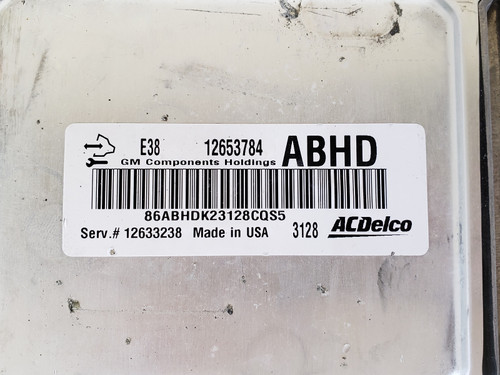 E38 12653784 ABHD
GM Components Holdings
86ABHDK23128CQS5
Serv.# 12633238 Made in USA 3128 ACDelco